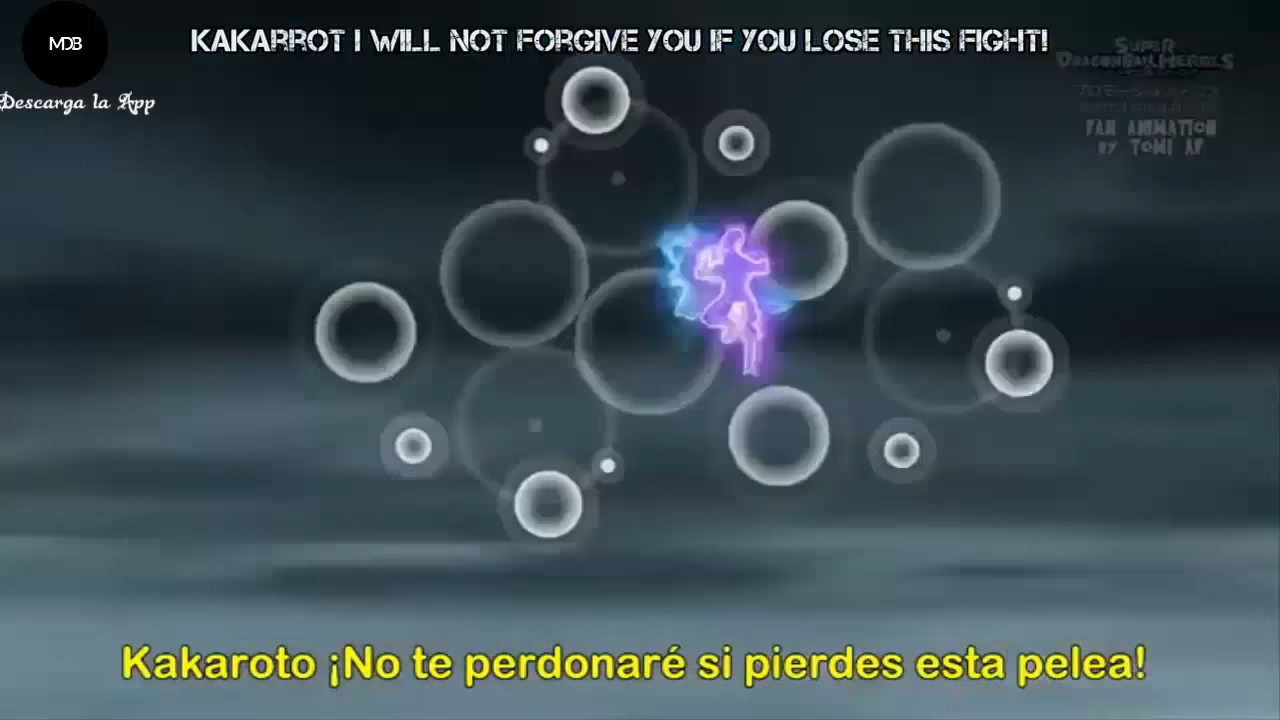 MDB
KAKARROT I WILL NOT FORGIVE YOU IF YOU LOSE THIS FIGHT!
Descarga la App
SUPER
DRAGONBALL HEROES
FAN ANIMATION
BY TOMI AF
Kakaroto ¡No te perdonaré si pierdes esta pelea!